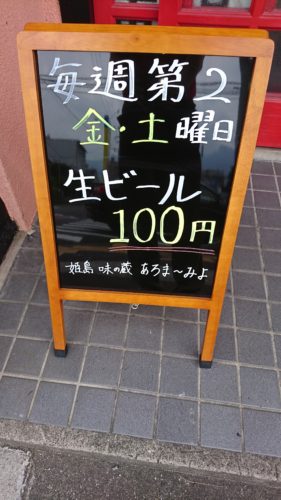 毎週第2
金・土曜日
生ビール
100円
姫島 味の蔵 あろま〜みよ